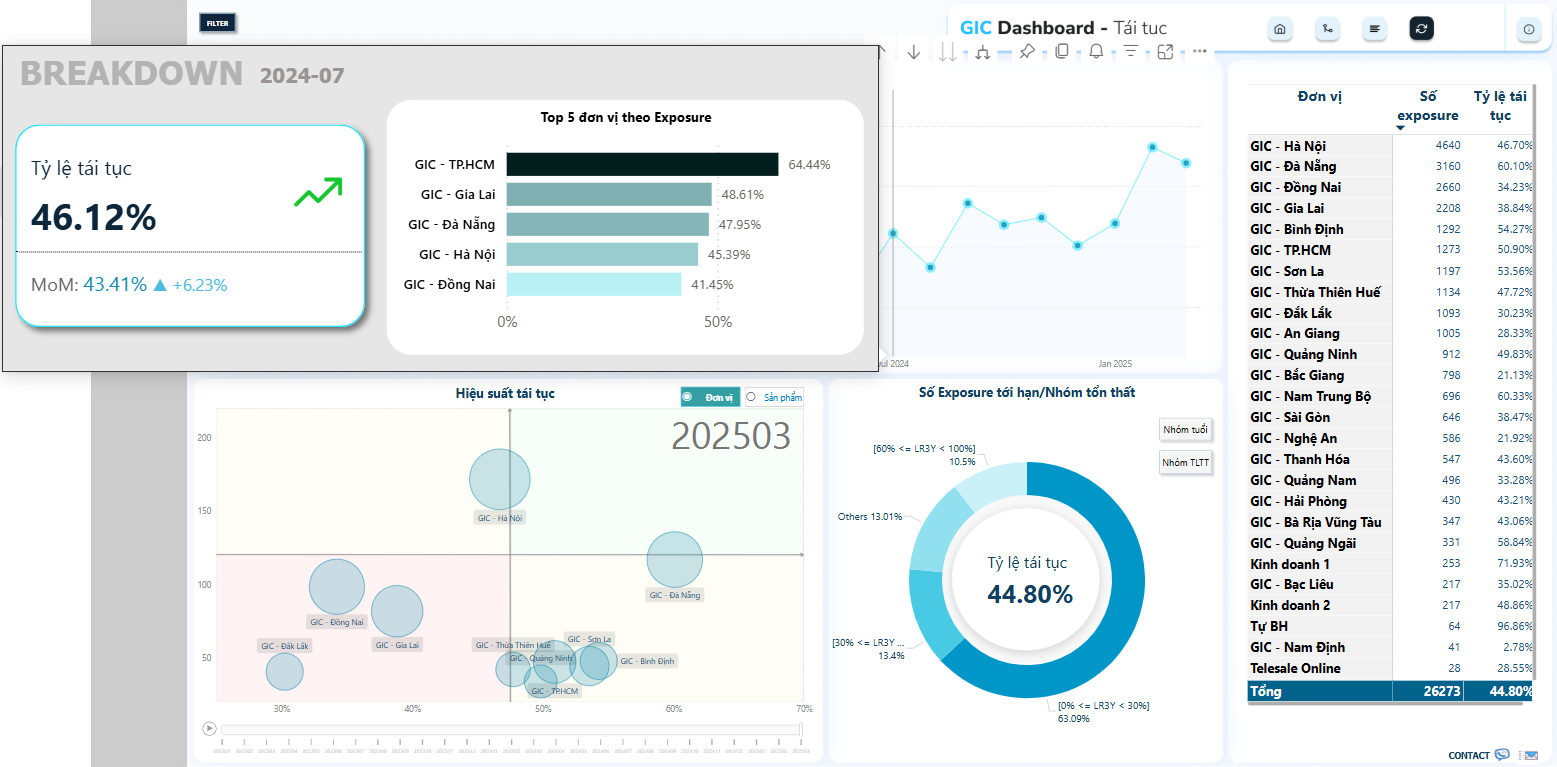 FILTER
GIC Dashboard - Tái tục
BREAKDOWN 2024-07
Tỷ lệ tái tục
46.12%
MoM: 43.41% ▲ +6.23%
Top 5 đơn vị theo Exposure
GIC - TP.HCM 64.44%
GIC - Gia Lai 48.61%
GIC - Đà Nẵng 47.95%
GIC - Hà Nội 45.39%
GIC - Đồng Nai 41.45%
0% 50%
2024 Jan 2025
Hiệu suất tái tục
Đơn vị Sản phẩm
202503
200
150
100
50
GIC - Hà Nội
GIC - Đà Nẵng
GIC - Đồng Nai
GIC - Gia Lai
GIC - Đắk Lắk
GIC - Thừa Thiên Huế
GIC - Sơn La
GIC - Quảng Ninh
GIC - Bình Định
GIC - TP.HCM
30% 40% 50% 60% 70%
Số Exposure tới hạn/Nhóm tổn thất
Nhóm tuổi
Nhóm TLTT
[60% <= LR3Y < 100%]
10.5%
Others 13.01%
[30% <= LR3Y ...
13.4%
[0% <= LR3Y < 30%]
63.09%
Tỷ lệ tái tục
44.80%
Đơn vị Số exposure Tỷ lệ tái tục
GIC - Hà Nội 4640 46.70%
GIC - Đà Nẵng 3160 60.10%
GIC - Đồng Nai 2660 34.23%
GIC - Gia Lai 2208 38.84%
GIC - Bình Định 1292 54.27%
GIC - TP.HCM 1273 50.90%
GIC - Sơn La 1197 53.56%
GIC - Thừa Thiên Huế 1134 47.72%
GIC - Đắk Lắk 1093 30.23%
GIC - An Giang 1005 28.33%
GIC - Quảng Ninh 912 49.83%
GIC - Bắc Giang 798 21.13%
GIC - Nam Trung Bộ 696 60.33%
GIC - Sài Gòn 646 38.47%
GIC - Nghệ An 586 21.92%
GIC - Thanh Hóa 547 43.60%
GIC - Quảng Nam 496 33.28%
GIC - Hải Phòng 430 43.21%
GIC - Bà Rịa Vũng Tàu 347 43.06%
GIC - Quảng Ngãi 331 58.84%
Kinh doanh 1 253 71.93%
GIC - Bạc Liêu 217 35.02%
Kinh doanh 2 217 48.86%
Tự BH 64 96.86%
GIC - Nam Định 41 2.78%
Telesale Online 28 28.55%
Tổng 26273 44.80%
CONTACT